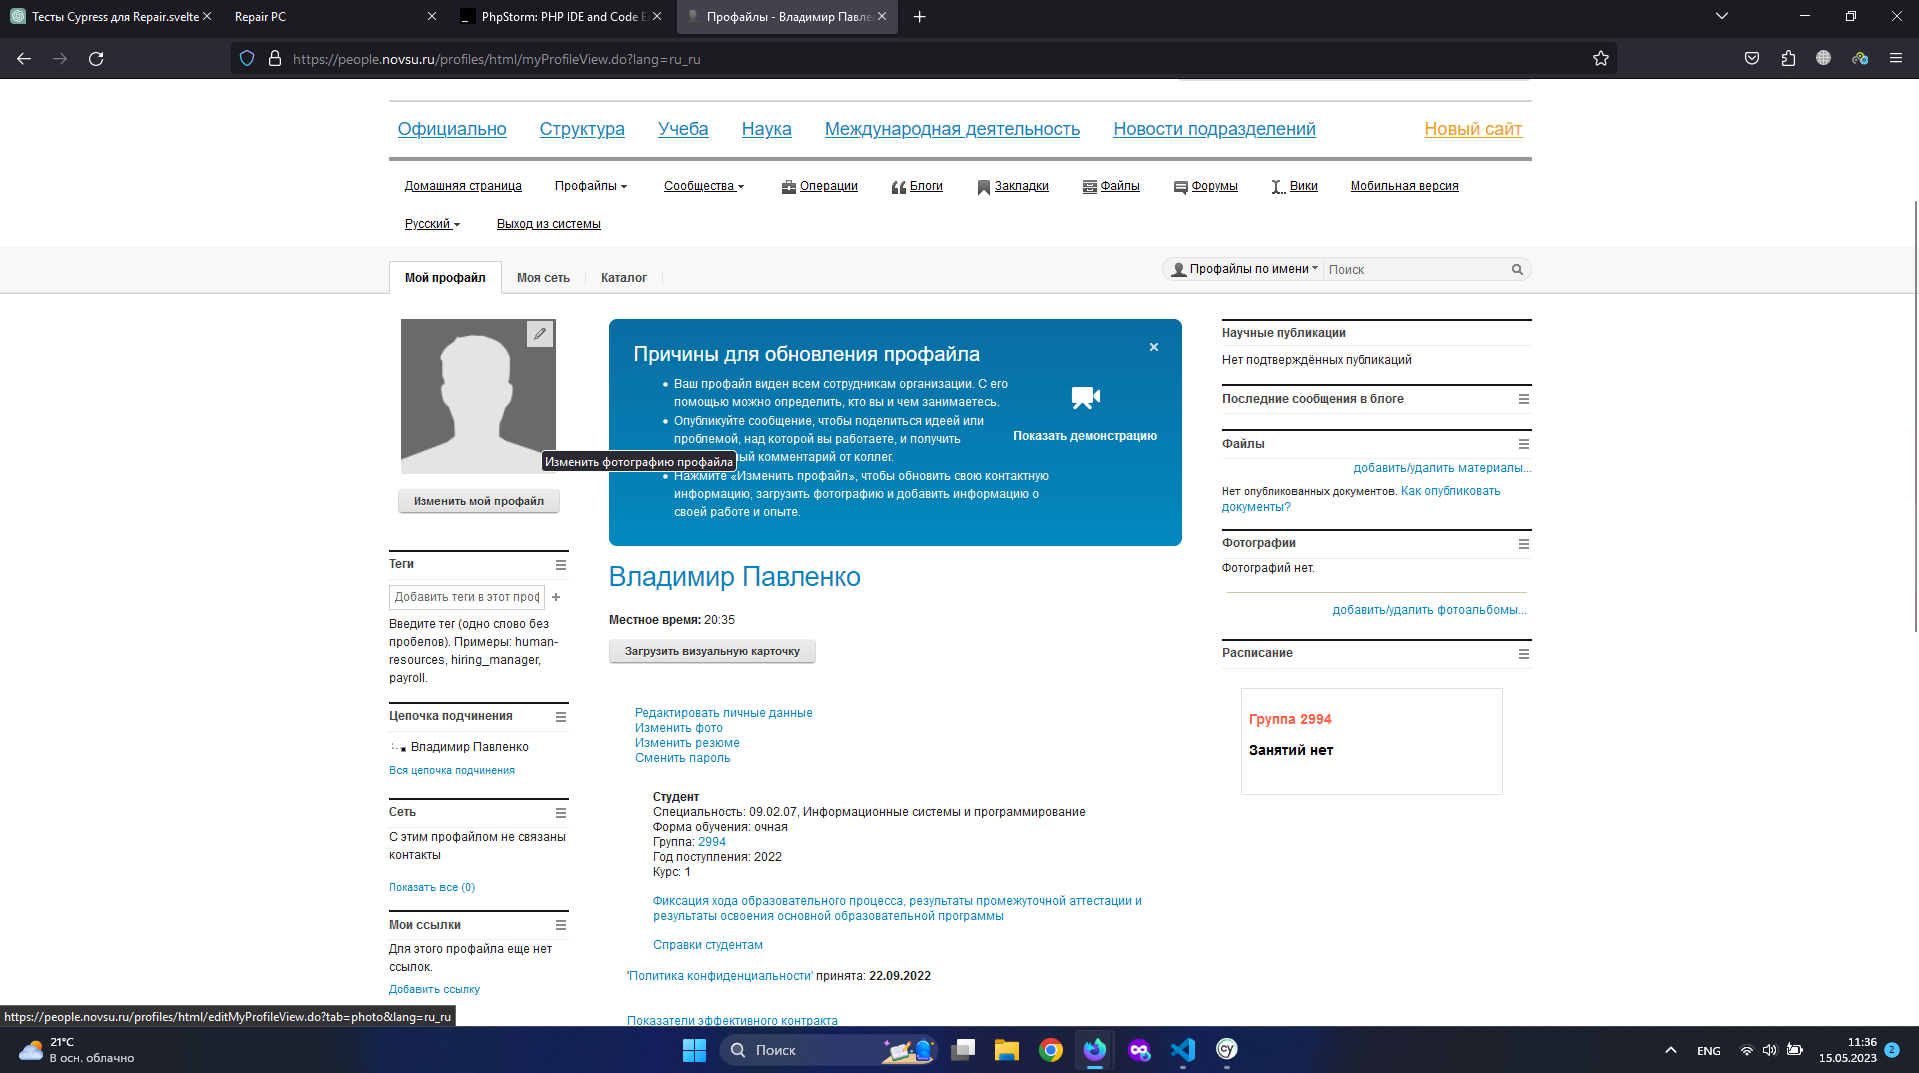 Тесты Cypress для Repair.svelte
Repair PC
PhpStorm: PHP IDE and Code E
Профайлы - Владимир Павле
https://people.novsu.ru/profiles/html/myProfileView.do?lang=ru_ru
Официально Структура Учеба Наука Международная деятельность Новости подразделений Новый сайт
Домашняя страница Профайлы Сообщества Операции Блоги Закладки Файлы Форумы Вики Мобильная версия
Русский Выход из системы
Мой профайл Моя сеть Каталог
Профайлы по имени Поиск
Изменить фотографию профайла
Изменить мой профайл
Теги
Добавить теги в этот проф
Введите тег (одно слово без
пробелов). Примеры: human-
resources, hiring_manager,
payroll.
Цепочка подчинения
Владимир Павленко
Вся цепочка подчинения
Сеть
С этим профайлом не связаны
контакты
Показать все (0)
Мои ссылки
Для этого профайла еще нет
ссылок.
Добавить ссылку
Причины для обновления профайла
Ваш профайл виден всем сотрудникам организации. С его
помощью можно определить, кто вы и чем занимаетесь.
Опубликуйте сообщение, чтобы поделиться идеей или
проблемой, над которой вы работаете, и получить
ый комментарий от коллег.
Нажмите «Изменить профайл», чтобы обновить свою контактную
информацию, загрузить фотографию и добавить информацию о
своей работе и опыте.
Показать демонстрацию
Владимир Павленко
Местное время: 20:35
Загрузить визуальную карточку
Редактировать личные данные
Изменить фото
Изменить резюме
Сменить пароль
Студент
Специальность: 09.02.07, Информационные системы и программирование
Форма обучения: очная
Группа: 2994
Год поступления: 2022
Курс: 1
Фиксация хода образовательного процесса, результаты промежуточной аттестации и
результаты освоения основной образовательной программы
Справки студентам
'Политика конфиденциальности' принята: 22.09.2022
Показатели эффективного контракта
Научные публикации
Нет подтверждённых публикаций
Последние сообщения в блоге
Файлы
добавить/удалить материалы...
Нет опубликованных документов. Как опубликовать
документы?
Фотографии
Фотографий нет.
добавить/удалить фотоальбомы...
Расписание
Группа 2994
Занятий нет
https://people.novsu.ru/profiles/html/editMyProfileView.do?tab=photo&lang=ru_ru
21°C
В осн. облачно
Поиск
cy
ENG
11:36
15.05.2023
2